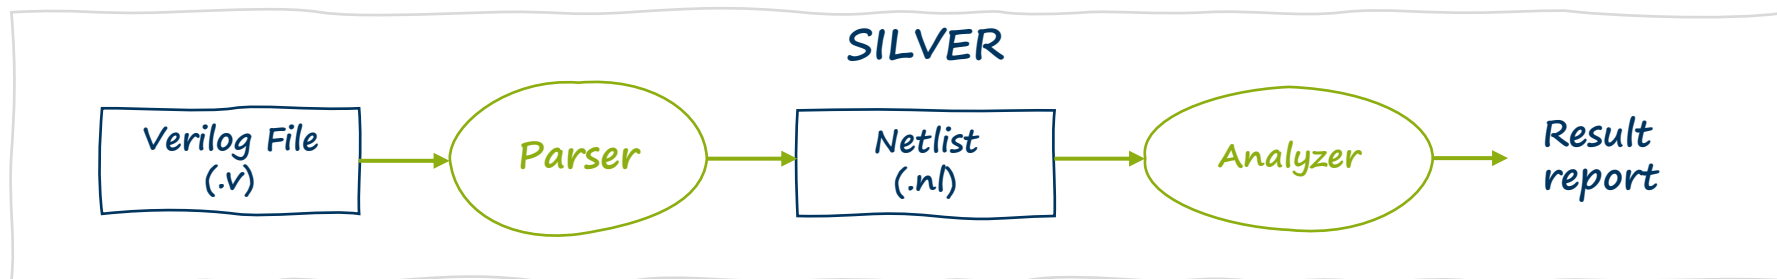 SILVER
Verilog File
(.v)
Parser
Netlist
(.nl)
Analyzer
Result
report